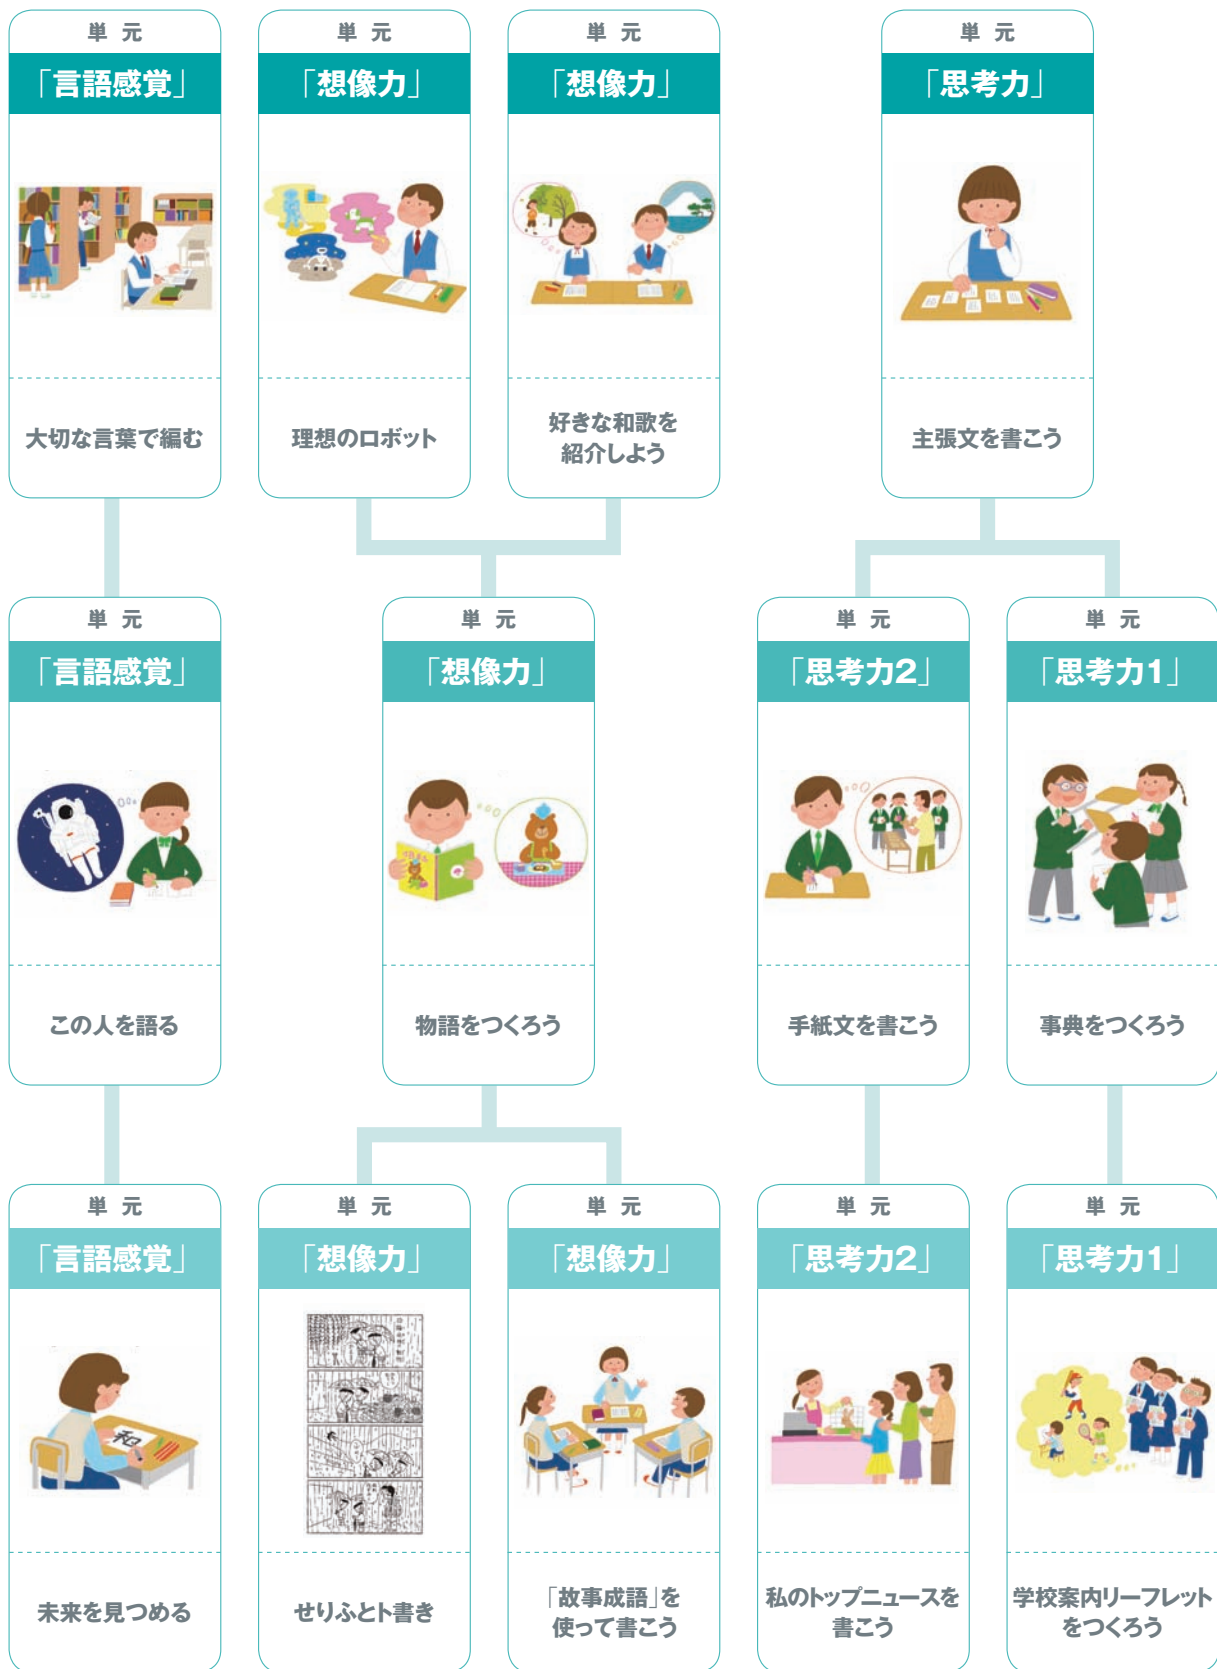 単 元
「言語感覚」
大切な言葉で編む
単 元
「想像力」
理想のロボット
単 元
「想像力」
好きな和歌を
紹介しよう
単 元
「思考力」
主張文を書こう
単 元
「言語感覚」
この人を語る
単 元
「想像力」
物語をつくろう
単 元
「思考力2」
手紙文を書こう
単 元
「思考力1」
事典をつくろう
単 元
「言語感覚」
和
未来を見つめる
単 元
「想像力」
せりふとト書き
単 元
「想像力」
「故事成語」を
使って書こう
単 元
「思考力2」
私のトップニュースを
書こう
単 元
「思考力1」
学校案内リーフレット
をつくろう